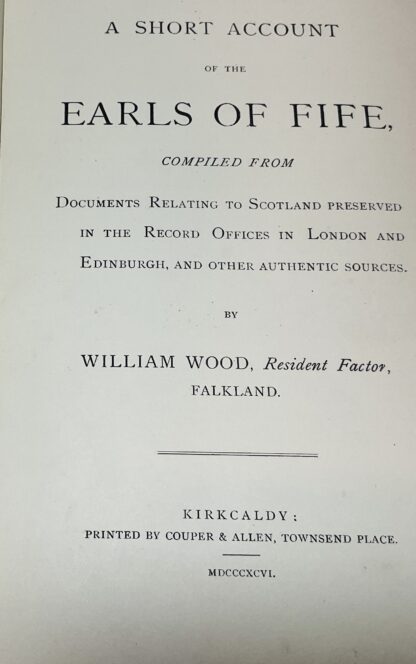 A SHORT ACCOUNT
OF THE
EARLS OF FIFE,
COMPILED FROM
DOCUMENTS RELATING TO SCOTLAND PRESERVED
IN THE RECORD OFFICES IN LONDON AND
EDINBURGH, AND OTHER AUTHENTIC SOURCES.
BY
WILLIAM WOOD, Resident Factor,
FALKLAND.
KIRKCALDY:
PRINTED BY COUPER & ALLEN, TOWNSEND PLACE.
MDCCCXCVI.